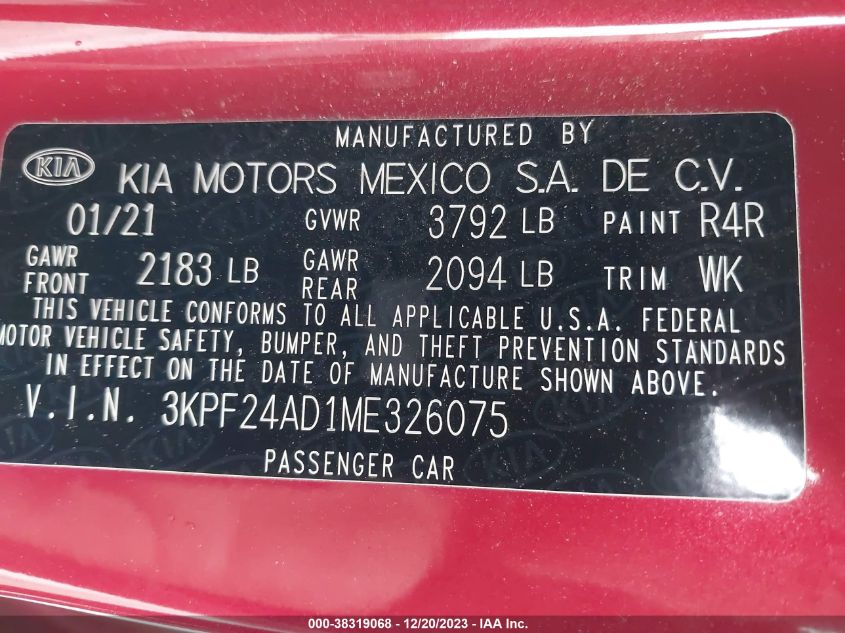 MANUFACTURED BY
KIA KIA MOTORS MEXICO S.A. DE C.V.
01/21 GVWR 3792 LB PAINT R4R
GAWR FRONT 2183 LB GAWR REAR 2094 LB TRIM WK
THIS VEHICLE CONFORMS TO ALL APPLICABLE U.S.A. FEDERAL
MOTOR VEHICLE SAFETY, BUMPER, AND THEFT PREVENTION STANDARDS
IN EFFECT ON THE DATE OF MANUFACTURE SHOWN ABOVE.
V.I.N. 3KPF24AD1ME326075
PASSENGER CAR
000-38319068 - 12/20/2023 - IAA Inc.